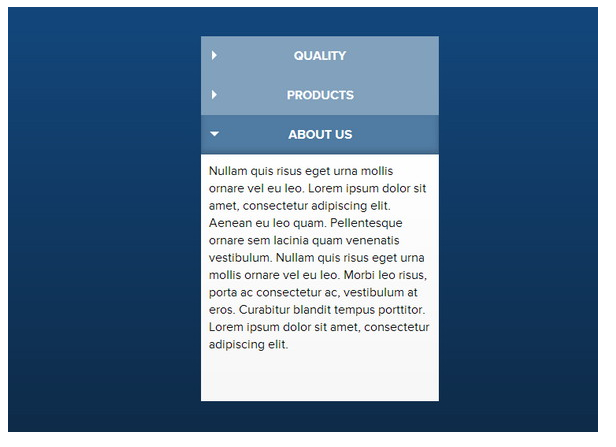 QUALITY
PRODUCTS
ABOUT US
Nullam quis risus eget urna mollis
ornare vel eu leo. Lorem ipsum dolor sit
amet, consectetur adipiscing elit.
Aenean eu leo quam. Pellentesque
ornare sem lacinia quam venenatis
vestibulum. Nullam quis risus eget urna
mollis ornare vel eu leo. Morbi leo risus,
porta ac consectetur ac, vestibulum at
eros. Curabitur blandit tempus porttitor.
Lorem ipsum dolor sit amet, consectetur
adipiscing elit.